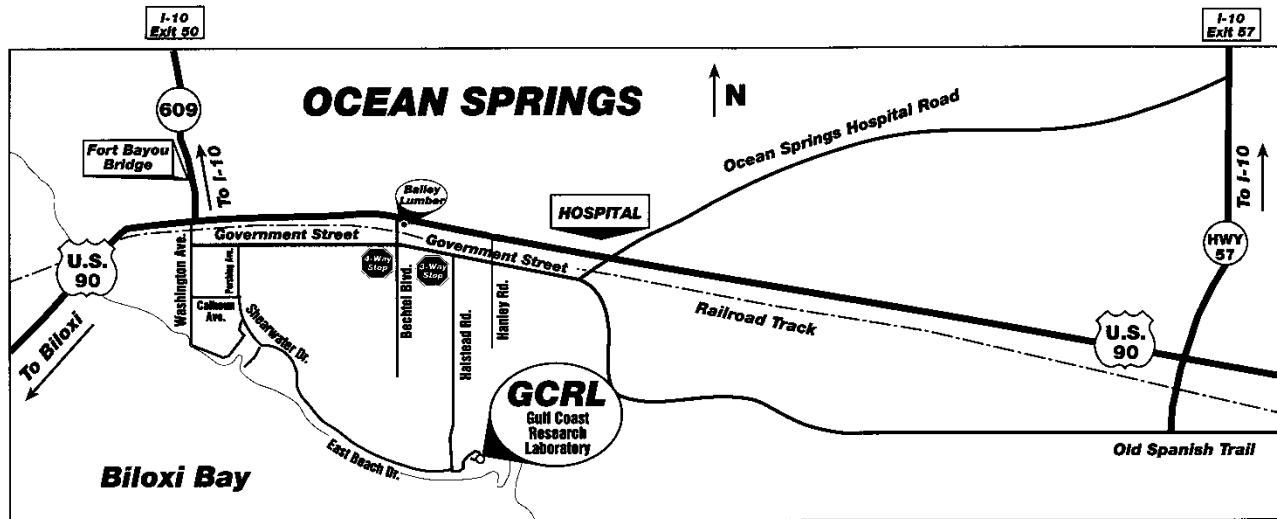 I-10
Exit 50
I-10
Exit 57
609
OCEAN SPRINGS
N
Fort Bayou
Bridge
To I-10
Ocean Springs Hospital Road
To I-10
Bailey
Lumber
HOSPITAL
HWY
57
U.S.
90
Government Street
Government Street
Washington Ave.
Pershing Ave.
4-Way
Stop
3-Way
Stop
Calhoun
Ave.
Shearwater Dr.
Bechtel Blvd.
Halstead Rd.
Hanley Rd.
Railroad Track
U.S.
90
To Biloxi
GCRL
Gulf Coast
Research
Laboratory
East Beach Dr.
Old Spanish Trail
Biloxi Bay